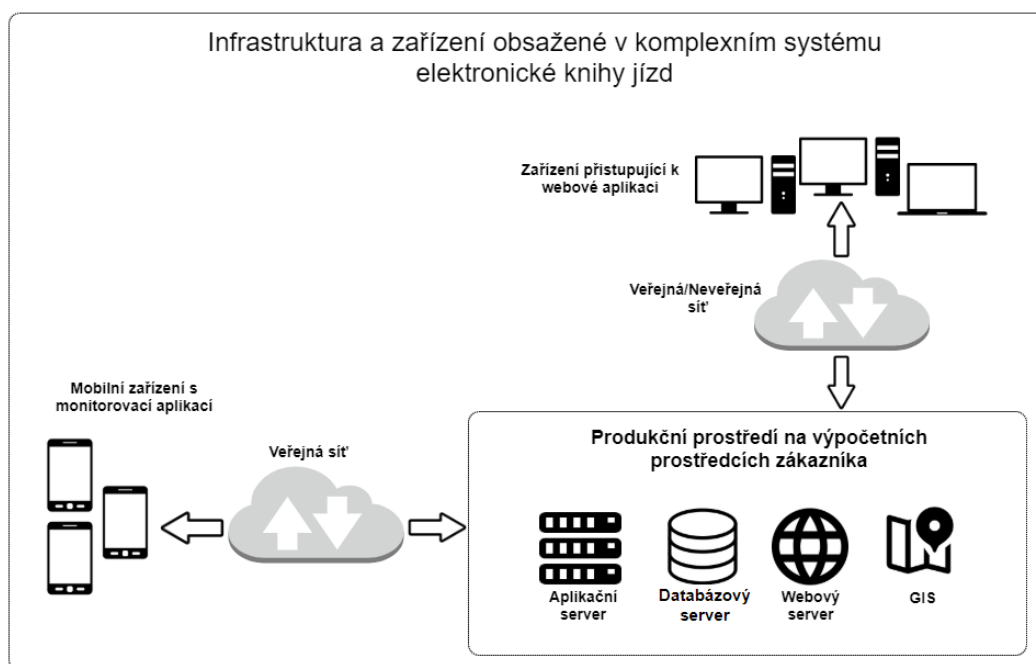 Infrastruktura a zařízení obsažené v komplexním systému
elektronické knihy jízd
Zařízení přistupující k
webové aplikaci
Veřejná/Neveřejná
síť
Mobilní zařízení s
monitorovací aplikací
Veřejná síť
Produkční prostředí na výpočetních
prostředcích zákazníka
Aplikační
server
Databázový
server
Webový
server
GIS